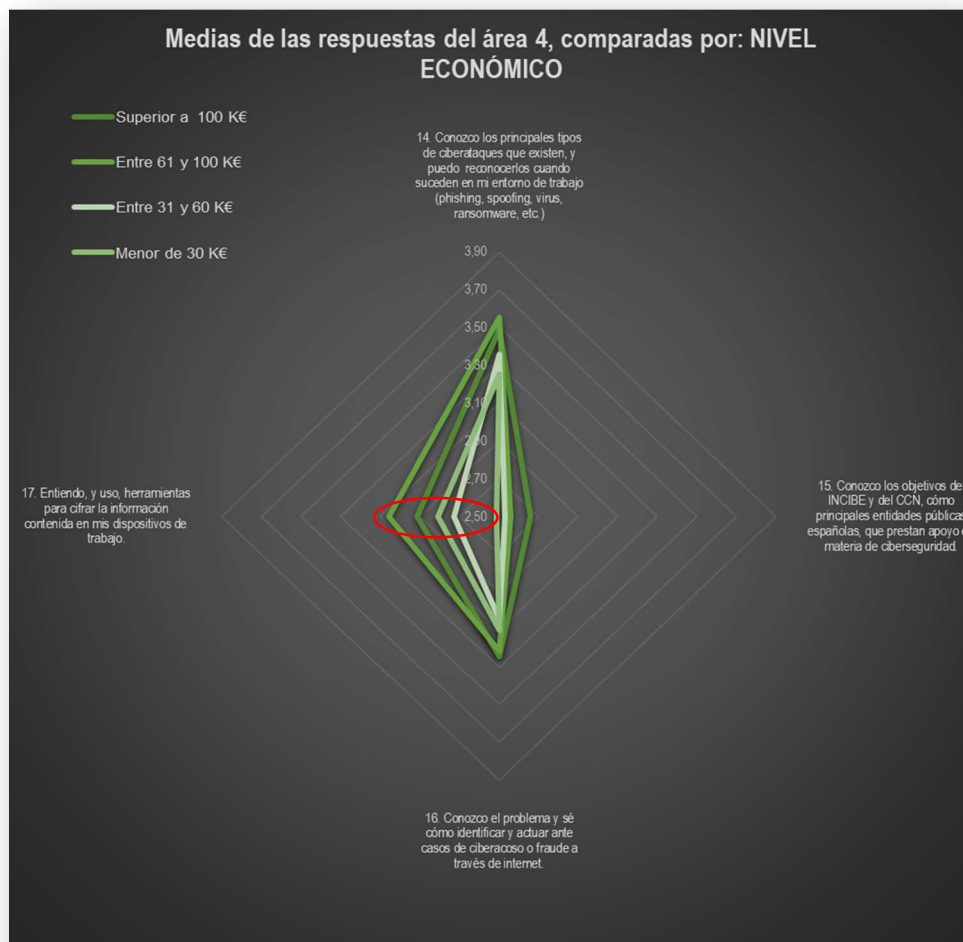 Medias de las respuestas del área 4, comparadas por: NIVEL
ECONÓMICO
Superior a 100 K€
Entre 61 y 100 K€
Entre 31 y 60 K€
Menor de 30 K€
14. Conozco los principales tipos
de ciberataques que existen, y
puedo reconocerlos cuando
suceden en mi entorno de trabajo
(phishing, spoofing, virus,
ransomware, etc.)
3,90
3,70
3,50
3,30
3,10
2,90
2,70
2,50
17. Entiendo, y uso, herramientas
para cifrar la información
contenida en mis dispositivos de
trabajo.
15. Conozco los objetivos de
INCIBE y del CCN, cómo
principales entidades públicas
españolas, que prestan apoyo
materia de ciberseguridad.
16. Conozco el problema y sé
cómo identificar y actuar ante
casos de ciberacoso o fraude a
través de internet.